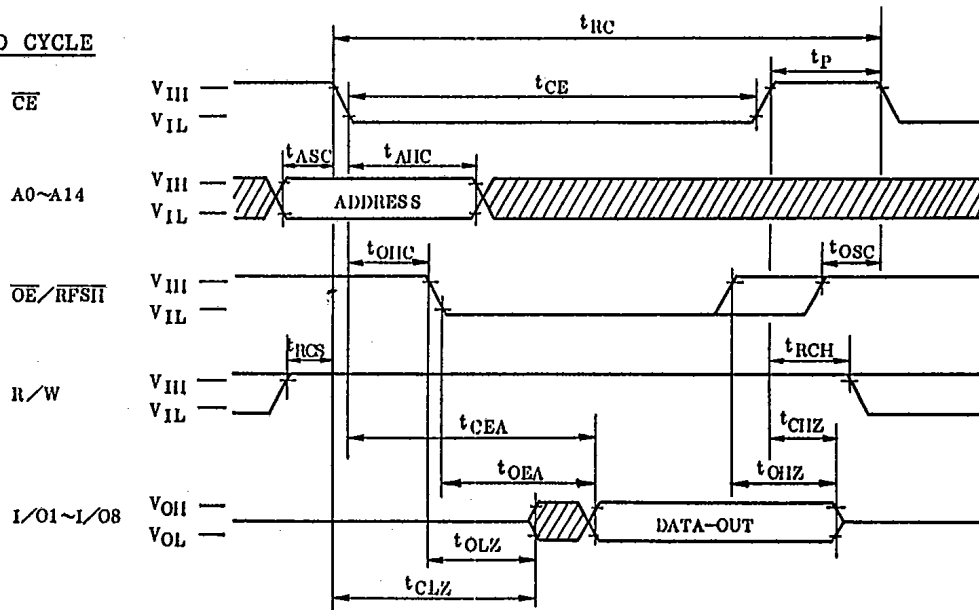 tRC
D CYCLE
tP
tCE
CE
VIH
VIL
tASC
tAHC
A0~A14
VIH
VIL
ADDRESS
tOHC
tOSC
OE/RFSH
VIH
VIL
tRCS
tRCH
R/W
VIH
VIL
tCEA
tCHZ
tOEA
tOHZ
I/O1~I/O8
VOH
VOL
DATA-OUT
tOLZ
tCLZ